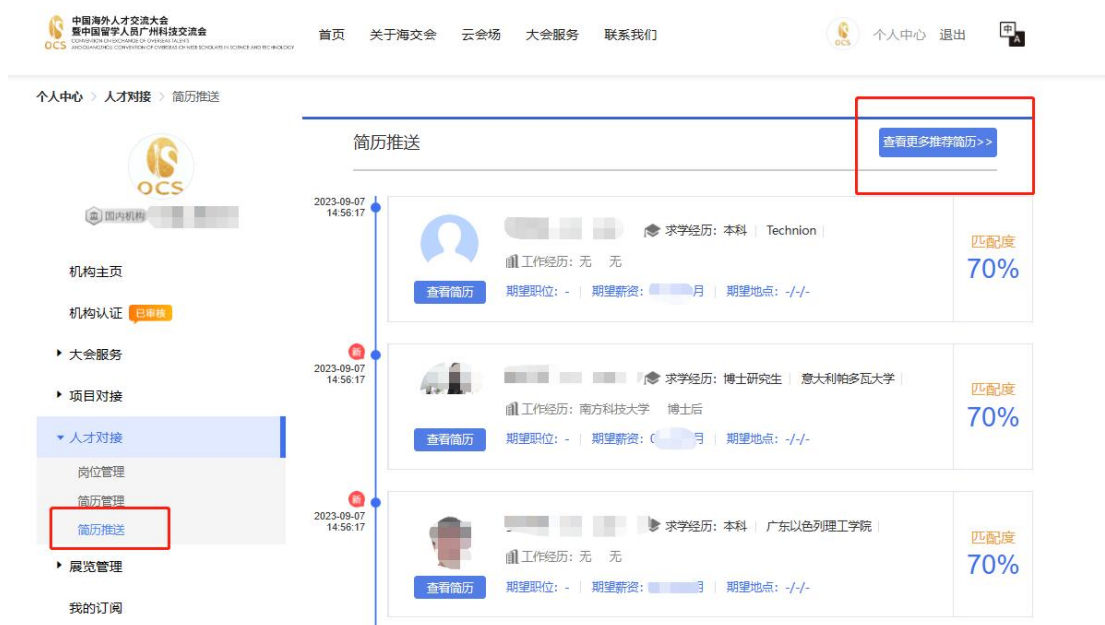 中国海外人才交流大会
暨中国留学人员广州科技交流会
OCS
首页 关于海交会 云会场 大会服务 联系我们
OCS
个人中心 退出
中 A
个人中心 > 人才对接 > 简历推送
OCS
国内机构
机构主页
机构认证 已审核
大会服务
项目对接
人才对接
岗位管理
简历管理
简历推送
展览管理
我的订阅
简历推送
查看更多推荐简历>>
2023-09-07
14:56:17
求学经历：本科 | Technion |
工作经历：无 无
查看简历
期望职位：- | 期望薪资： 月 | 期望地点：-/-/-
匹配度
70%
新
2023-09-07
14:56:17
求学经历：博士研究生 | 意大利帕多瓦大学 |
工作经历：南方科技大学 博士后
查看简历
期望职位：- | 期望薪资： 月 | 期望地点：-/-/-
匹配度
70%
新
2023-09-07
14:56:17
求学经历：本科 | 广东以色列理工学院 |
工作经历：无 无
查看简历
期望职位：- | 期望薪资： | 期望地点：-/-/-
匹配度
70%